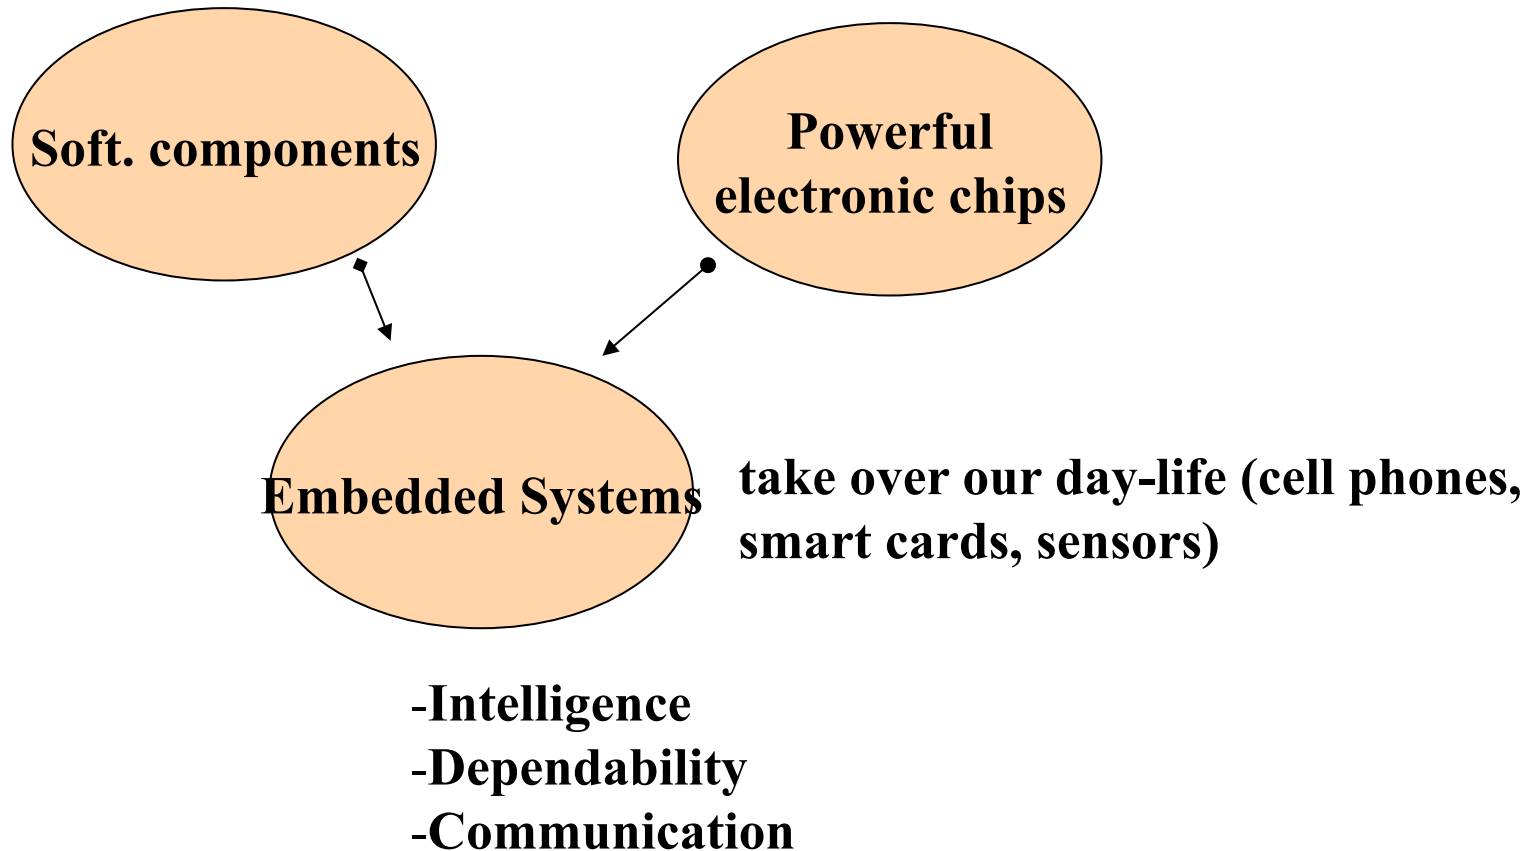 Soft. components
Powerful
electronic chips
Embedded Systems
take over our day-life (cell phones,
smart cards, sensors)
-Intelligence
-Dependability
-Communication